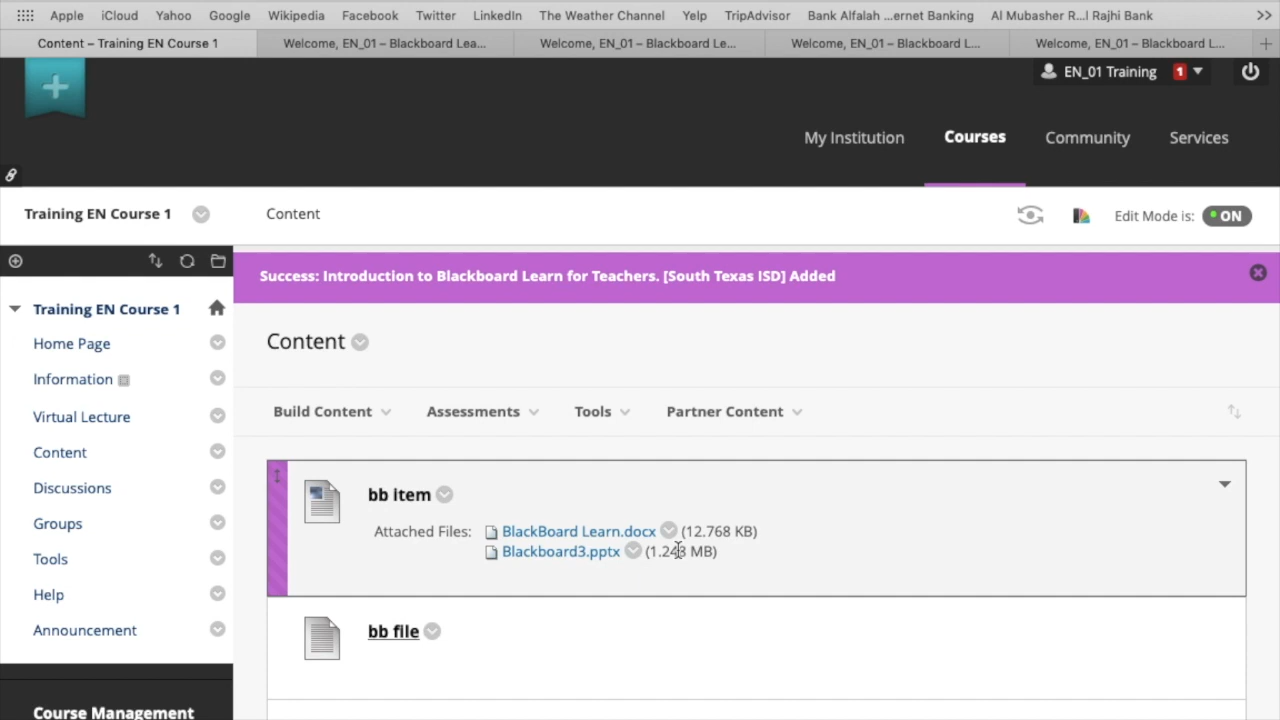 Apple iCloud Yahoo Google Wikipedia Facebook Twitter LinkedIn The Weather Channel Yelp TripAdvisor Bank Alfalah ...ernet Banking Al Mubasher R...l Rajhi Bank
Content – Training EN Course 1 Welcome, EN_01 – Blackboard Lea... Welcome, EN_01 – Blackboard Le... Welcome, EN_01 – Blackboard L... Welcome, EN_01 – Blackboard L...
EN_01 Training 1
My Institution Courses Community Services
Training EN Course 1 Content Edit Mode is: ON
Success: Introduction to Blackboard Learn for Teachers. [South Texas ISD] Added
Training EN Course 1
Home Page
Information
Virtual Lecture
Content
Discussions
Groups
Tools
Help
Announcement
Course Management
Content
Build Content Assessments Tools Partner Content
bb item
Attached Files: BlackBoard Learn.docx (12.768 KB)
Blackboard3.pptx (1.243 MB)
bb file